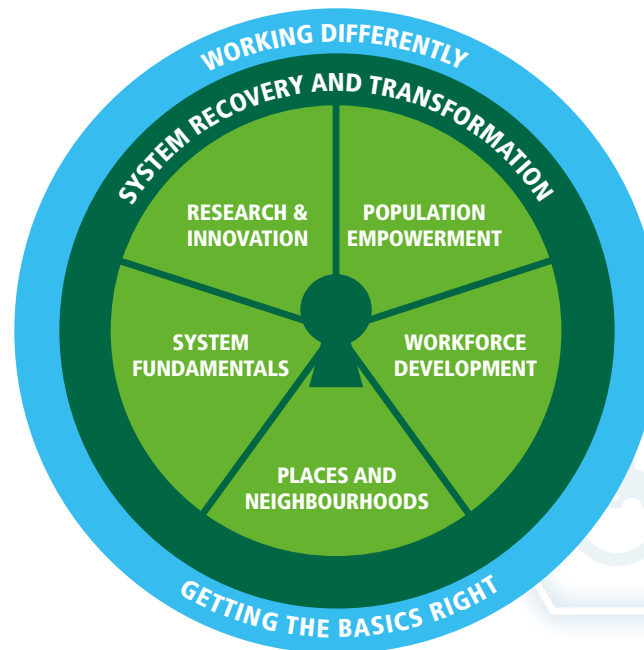 WORKING DIFFERENTLY
SYSTEM RECOVERY AND TRANSFORMATION
RESEARCH &
INNOVATION
POPULATION
EMPOWERMENT
SYSTEM
FUNDAMENTALS
WORKFORCE
DEVELOPMENT
PLACES AND
NEIGHBOURHOODS
GETTING THE BASICS RIGHT